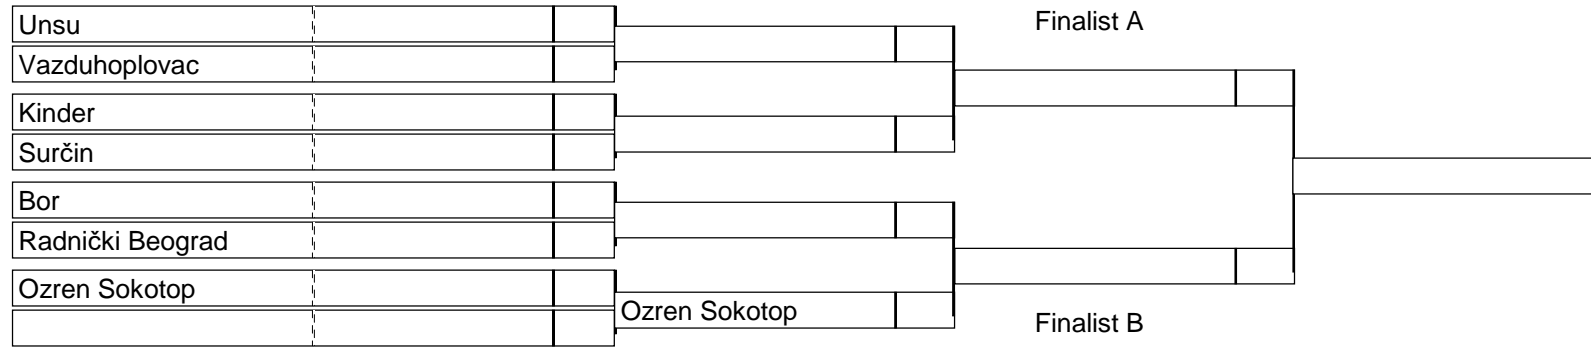 Unsu
Vazduhoplovac
Kinder
Surčin
Bor
Radnički Beograd
Ozren Sokotop
Ozren Sokotop
Finalist A
Finalist B